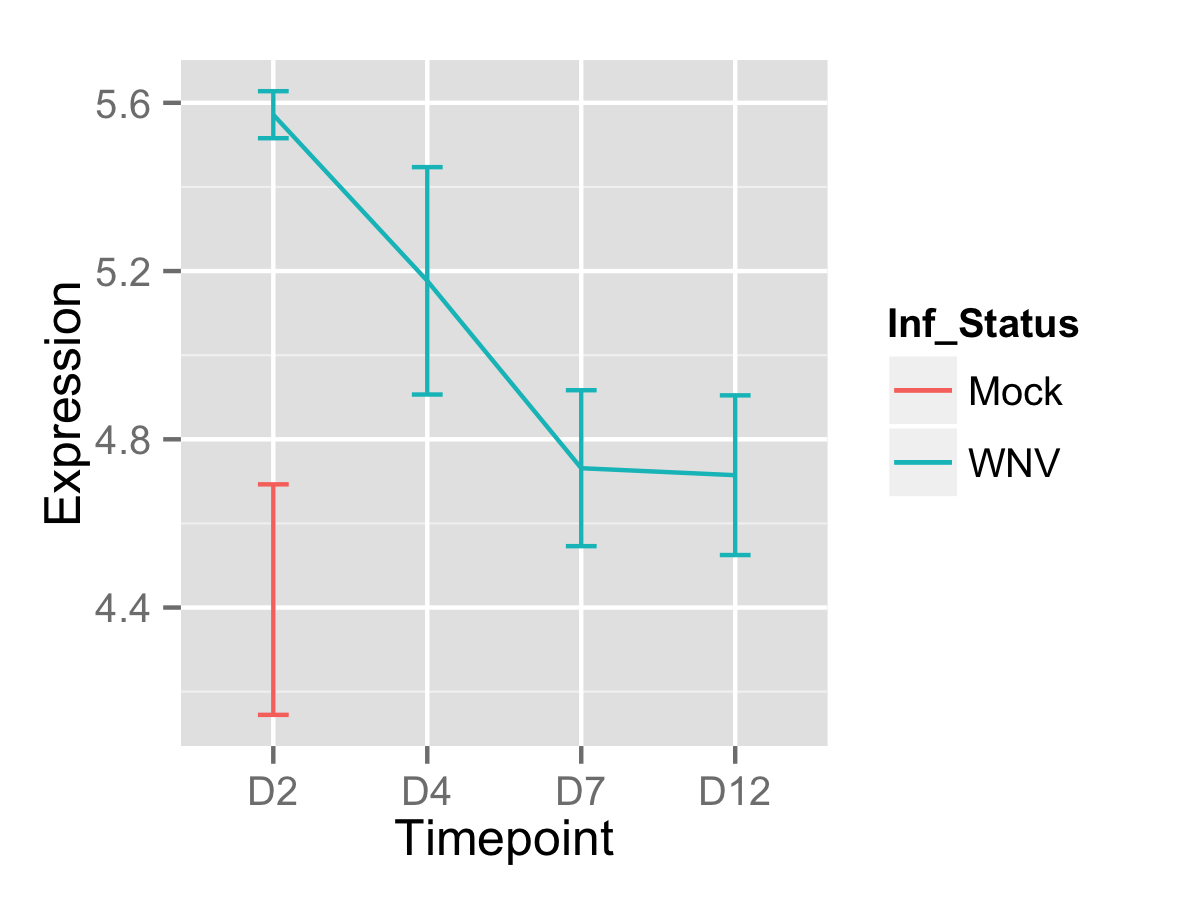 Expression
5.6
5.2
4.8
4.4
D2 D4 D7 D12
Timepoint
Inf_Status
Mock
WNV